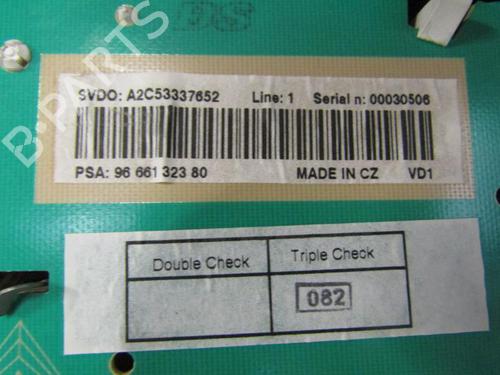 DS
SVDO: A2C53337652 Line: 1 Serial n: 00030506
PSA: 96 661 323 80 MADE IN CZ VD1
Double Check Triple Check
082
B-PARTS